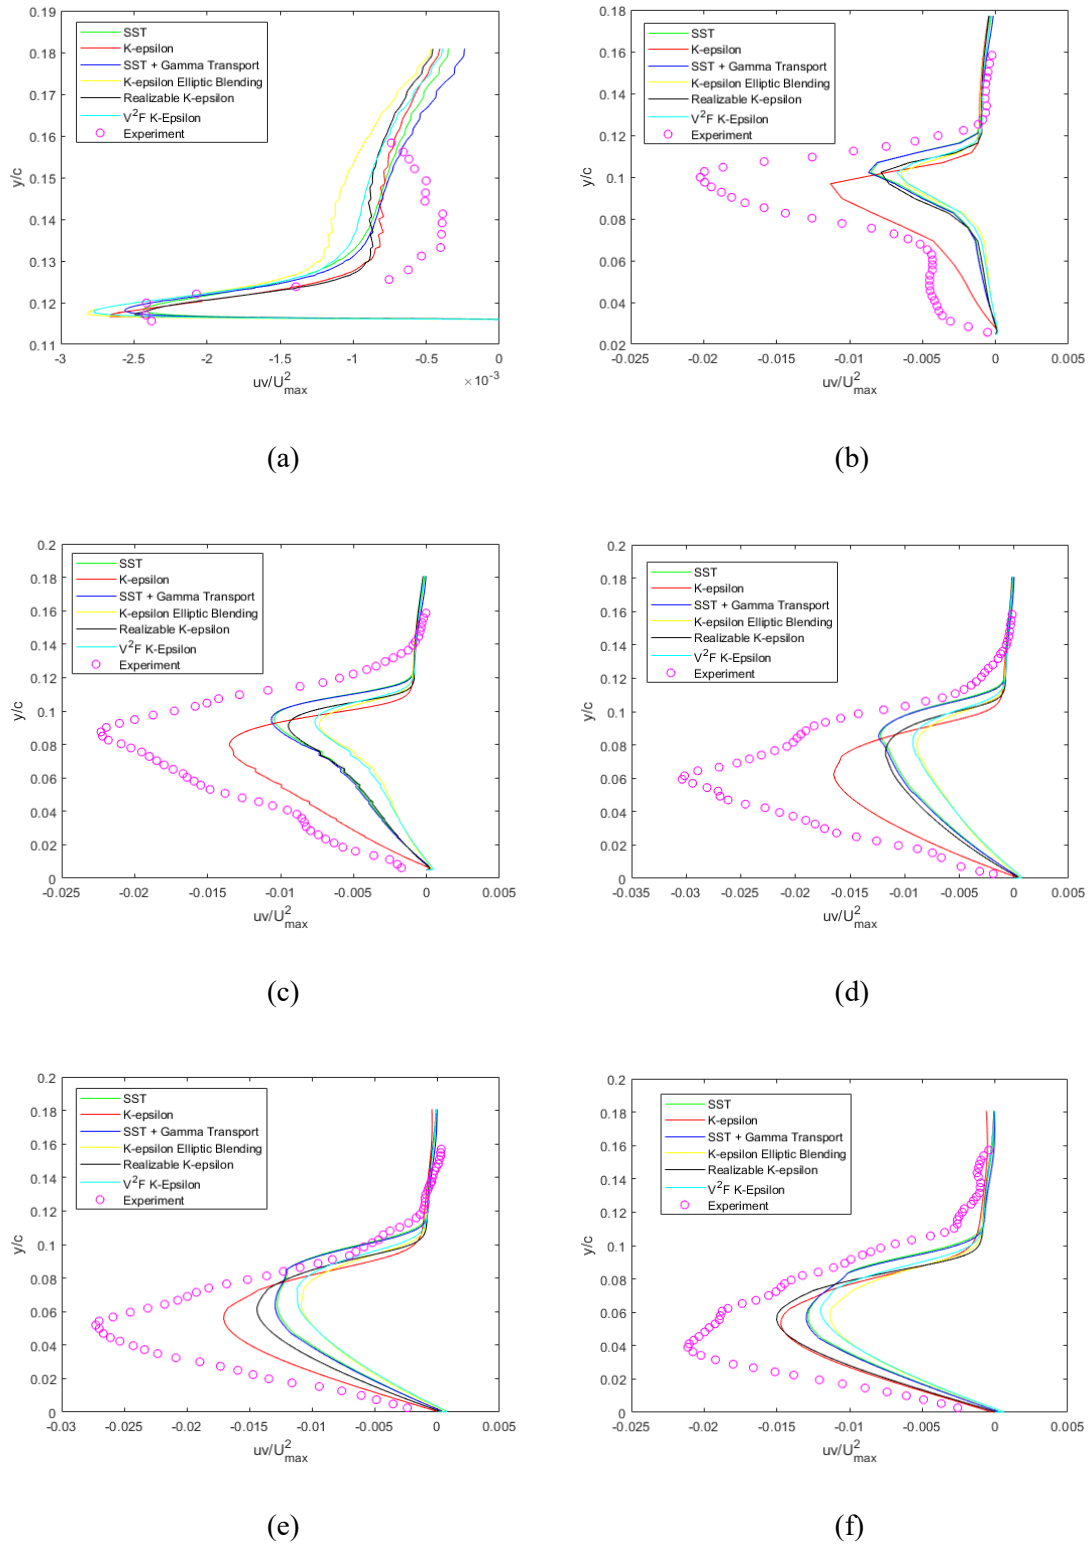 0.19
0.18
0.17
0.16
0.15
0.14
0.13
0.12
0.11
y/c
SST
K-epsilon
SST + Gamma Transport
K-epsilon Elliptic Blending
Realizable K-epsilon
V²F K-Epsilon
Experiment
-3 -2.5 -2 -1.5 -1 -0.5 0
uv/U²max
×10⁻³
(a)
0.18
0.16
0.14
0.12
0.1
0.08
0.06
0.04
0.02
y/c
SST
K-epsilon
SST + Gamma Transport
K-epsilon Elliptic Blending
Realizable K-epsilon
V²F K-Epsilon
Experiment
-0.025 -0.02 -0.015 -0.01 -0.005 0 0.005
uv/U²max
(b)
0.2
0.18
0.16
0.14
0.12
0.1
0.08
0.06
0.04
0.02
0
y/c
SST
K-epsilon
SST + Gamma Transport
K-epsilon Elliptic Blending
Realizable K-epsilon
V²F K-Epsilon
Experiment
-0.025 -0.02 -0.015 -0.01 -0.005 0 0.005
uv/U²max
(c)
0.2
0.18
0.16
0.14
0.12
0.1
0.08
0.06
0.04
0.02
0
y/c
SST
K-epsilon
SST + Gamma Transport
K-epsilon Elliptic Blending
Realizable K-epsilon
V²F K-Epsilon
Experiment
-0.035 -0.03 -0.025 -0.02 -0.015 -0.01 -0.005 0 0.005
uv/U²max
(d)
0.2
0.18
0.16
0.14
0.12
0.1
0.08
0.06
0.04
0.02
0
y/c
SST
K-epsilon
SST + Gamma Transport
K-epsilon Elliptic Blending
Realizable K-epsilon
V²F K-Epsilon
Experiment
-0.03 -0.025 -0.02 -0.015 -0.01 -0.005 0 0.005
uv/U²max
(e)
0.2
0.18
0.16
0.14
0.12
0.1
0.08
0.06
0.04
0.02
0
y/c
SST
K-epsilon
SST + Gamma Transport
K-epsilon Elliptic Blending
Realizable K-epsilon
V²F K-Epsilon
Experiment
-0.025 -0.02 -0.015 -0.01 -0.005 0 0.005
uv/U²max
(f)